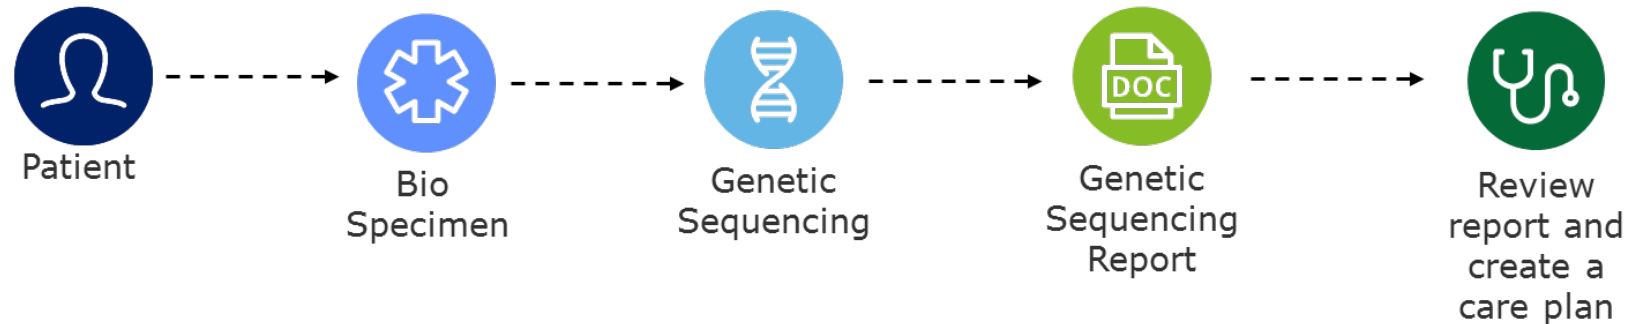 Patient
Bio
Specimen
Genetic
Sequencing
DOC
Genetic
Sequencing
Report
Review
report and
create a
care plan